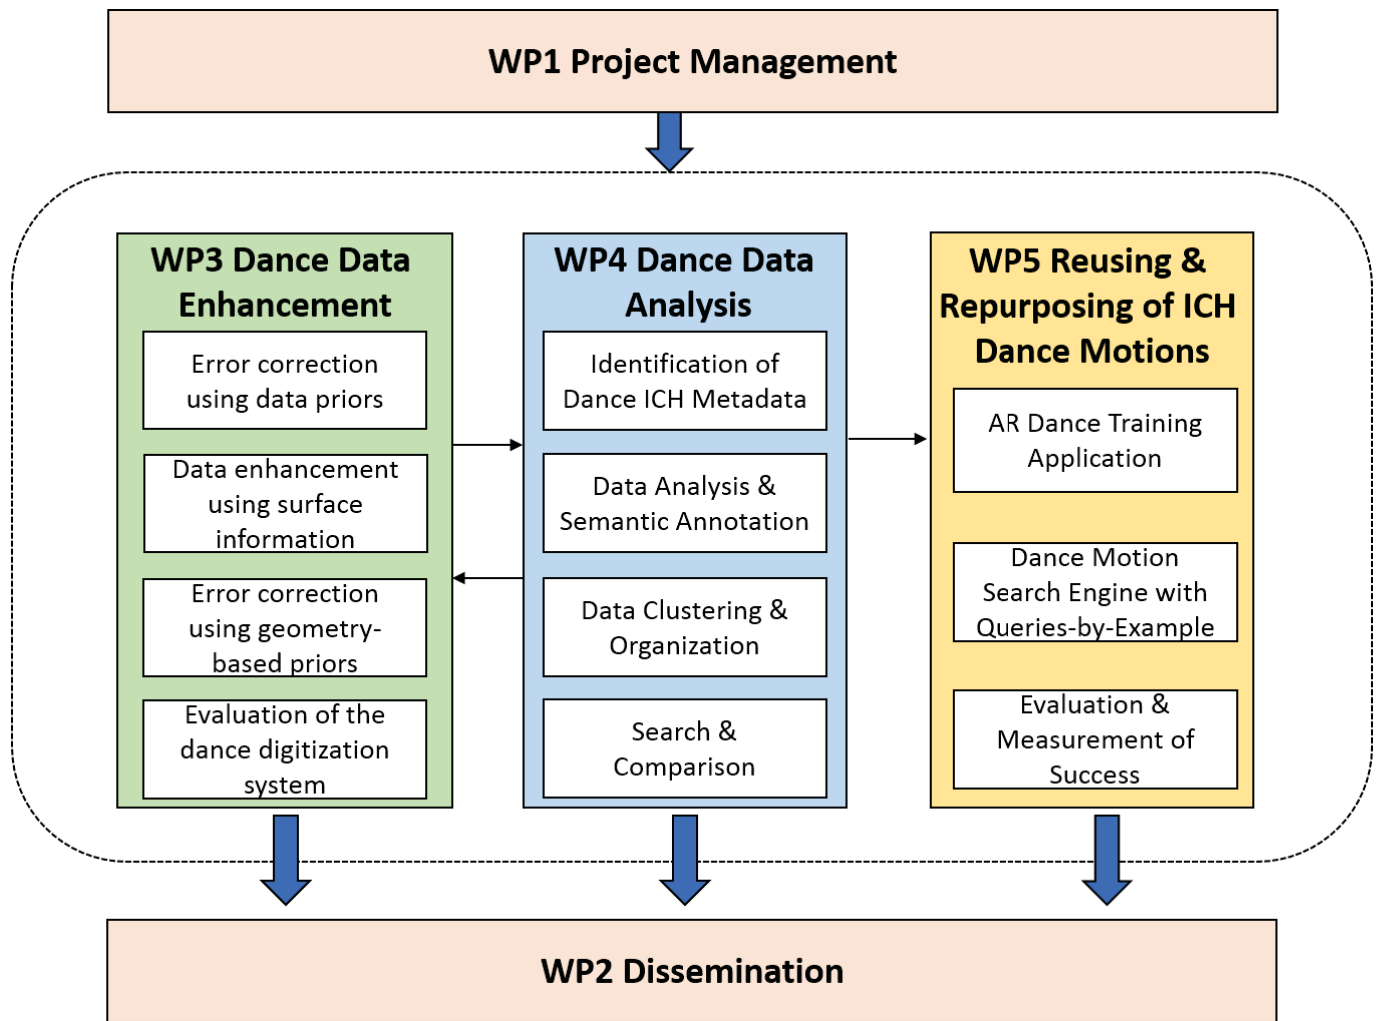 WP1 Project Management
WP3 Dance Data
Enhancement
Error correction
using data priors
Data enhancement
using surface
information
Error correction
using geometry-
based priors
Evaluation of the
dance digitization
system
WP4 Dance Data
Analysis
Identification of
Dance ICH Metadata
Data Analysis &
Semantic Annotation
Data Clustering &
Organization
Search &
Comparison
WP5 Reusing &
Repurposing of ICH
Dance Motions
AR Dance Training
Application
Dance Motion
Search Engine with
Queries-by-Example
Evaluation &
Measurement of
Success
WP2 Dissemination